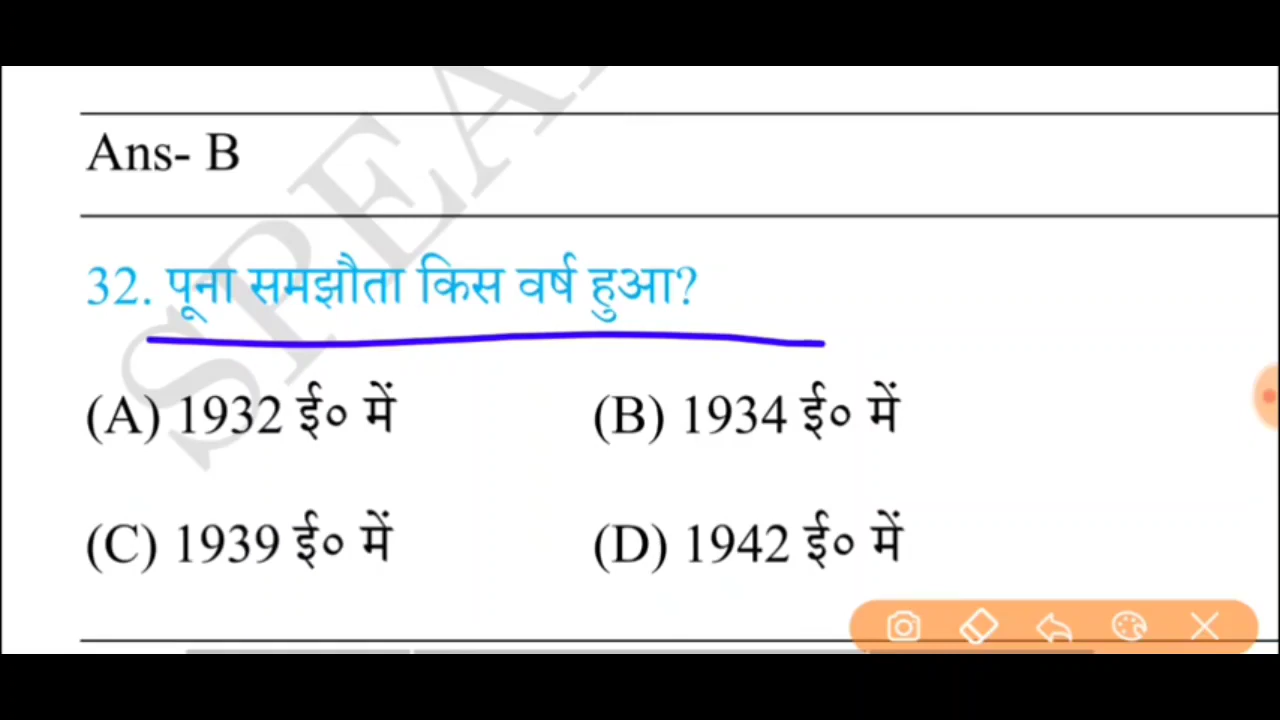 Ans- B
32. पूना समझौता किस वर्ष हुआ?
(A) 1932 ई० में (B) 1934 ई० में
(C) 1939 ई० में (D) 1942 ई० में